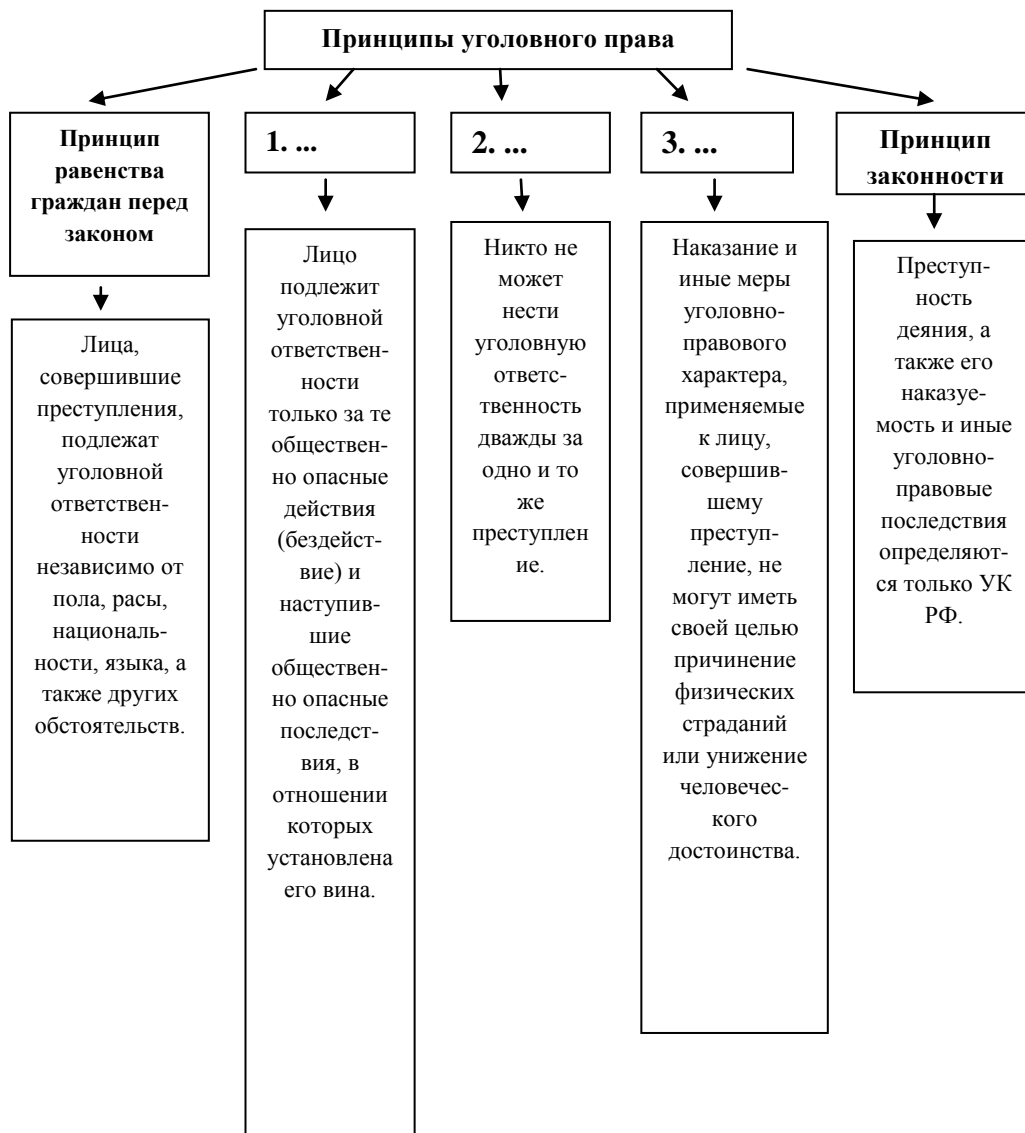 Принципы уголовного права
Принцип
равенства
граждан перед
законом
Лица,
совершившие
преступления,
подлежат
уголовной
ответствен-
ности
независимо от
пола, расы,
националь-
ности, языка, а
также других
обстоятельств.
1. ...
Лицо
подлежит
уголовной
ответствен-
ности
только за те
обществен-
но опасные
действия
(бездейст-
вие) и
наступив-
шие
обществен-
но опасные
последст-
вия, в
отношении
которых
установлена
его вина.
2. ...
Никто не
может
нести
уголовную
ответс-
твенность
дважды за
одно и то
же
преступлен
ие.
3. ...
Наказание и
иные меры
уголовно-
правового
характера,
применяемые
к лицу,
совершив-
шему
преступ-
ление, не
могут иметь
своей целью
причинение
физических
страданий
или унижение
человечес-
кого
достоинства.
Принцип
законности
Преступ-
ность
деяния, а
также его
наказуе-
мость и иные
уголовно-
правовые
последствия
определяют-
ся только УК
РФ.